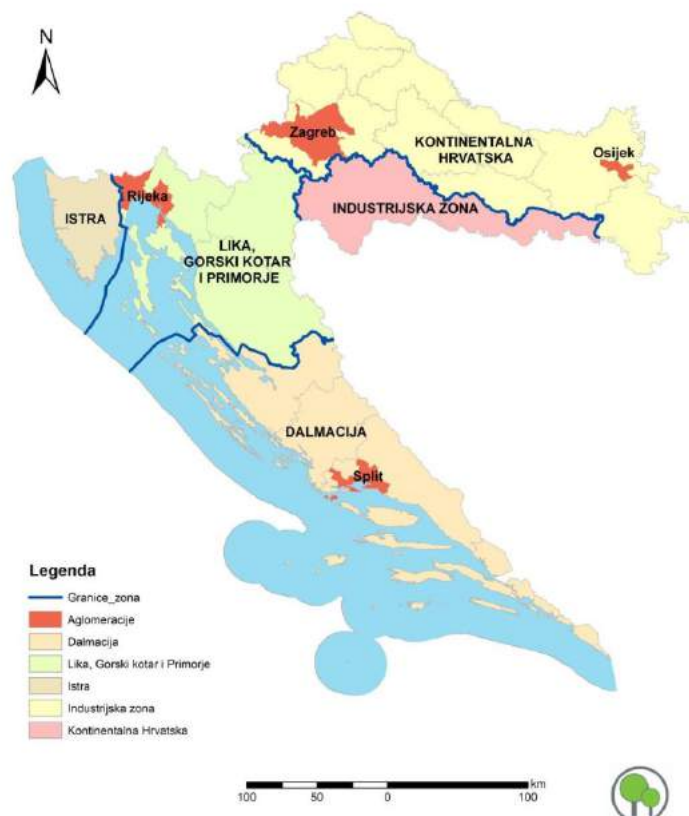 N
Zagreb
KONTINENTALNA
HRVATSKA
Osijek
Rijeka
ISTRA
INDUSTRIJSKA ZONA
LIKA,
GORSKI KOTAR
I PRIMORJE
DALMACIJA
Split
Legenda
Granice_zona
Aglomeracije
Dalmacija
Lika, Gorski kotar i Primorje
Istra
Industrijska zona
Kontinentalna Hrvatska
km
100 50 0 100